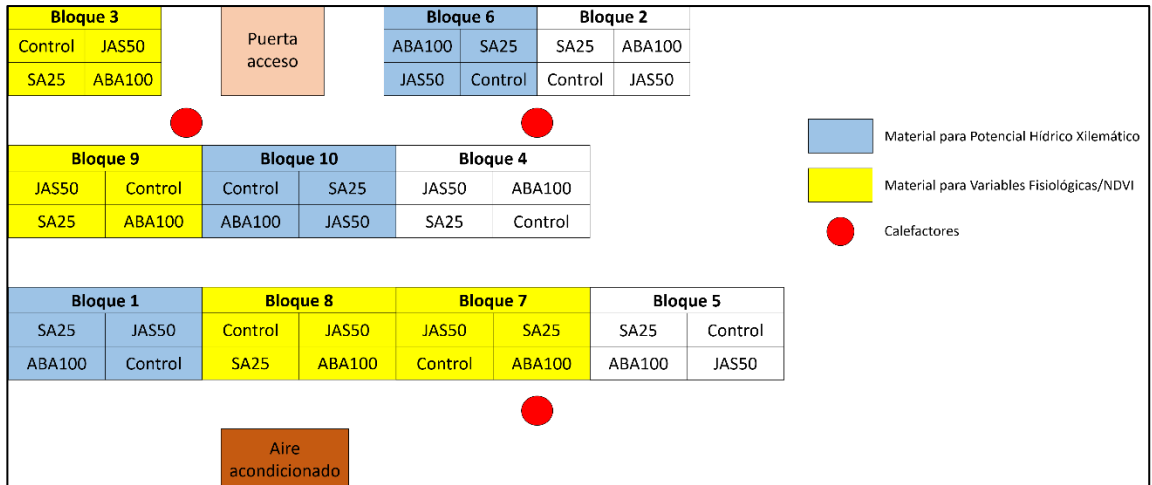 Bloque 3
Control JAS50
SA25 ABA100
Puerta
acceso
Bloque 6 Bloque 2
ABA100 SA25 SA25 ABA100
JAS50 Control Control JAS50
Material para Potencial Hídrico Xilemático
Material para Variables Fisiológicas/NDVI
Calefactores
Bloque 9 Bloque 10 Bloque 4
JAS50 Control Control SA25 JAS50 ABA100
SA25 ABA100 ABA100 JAS50 SA25 Control
Bloque 1 Bloque 8 Bloque 7 Bloque 5
SA25 JAS50 Control JAS50 JAS50 SA25 SA25 Control
ABA100 Control SA25 ABA100 Control ABA100 ABA100 JAS50
Aire
acondicionado